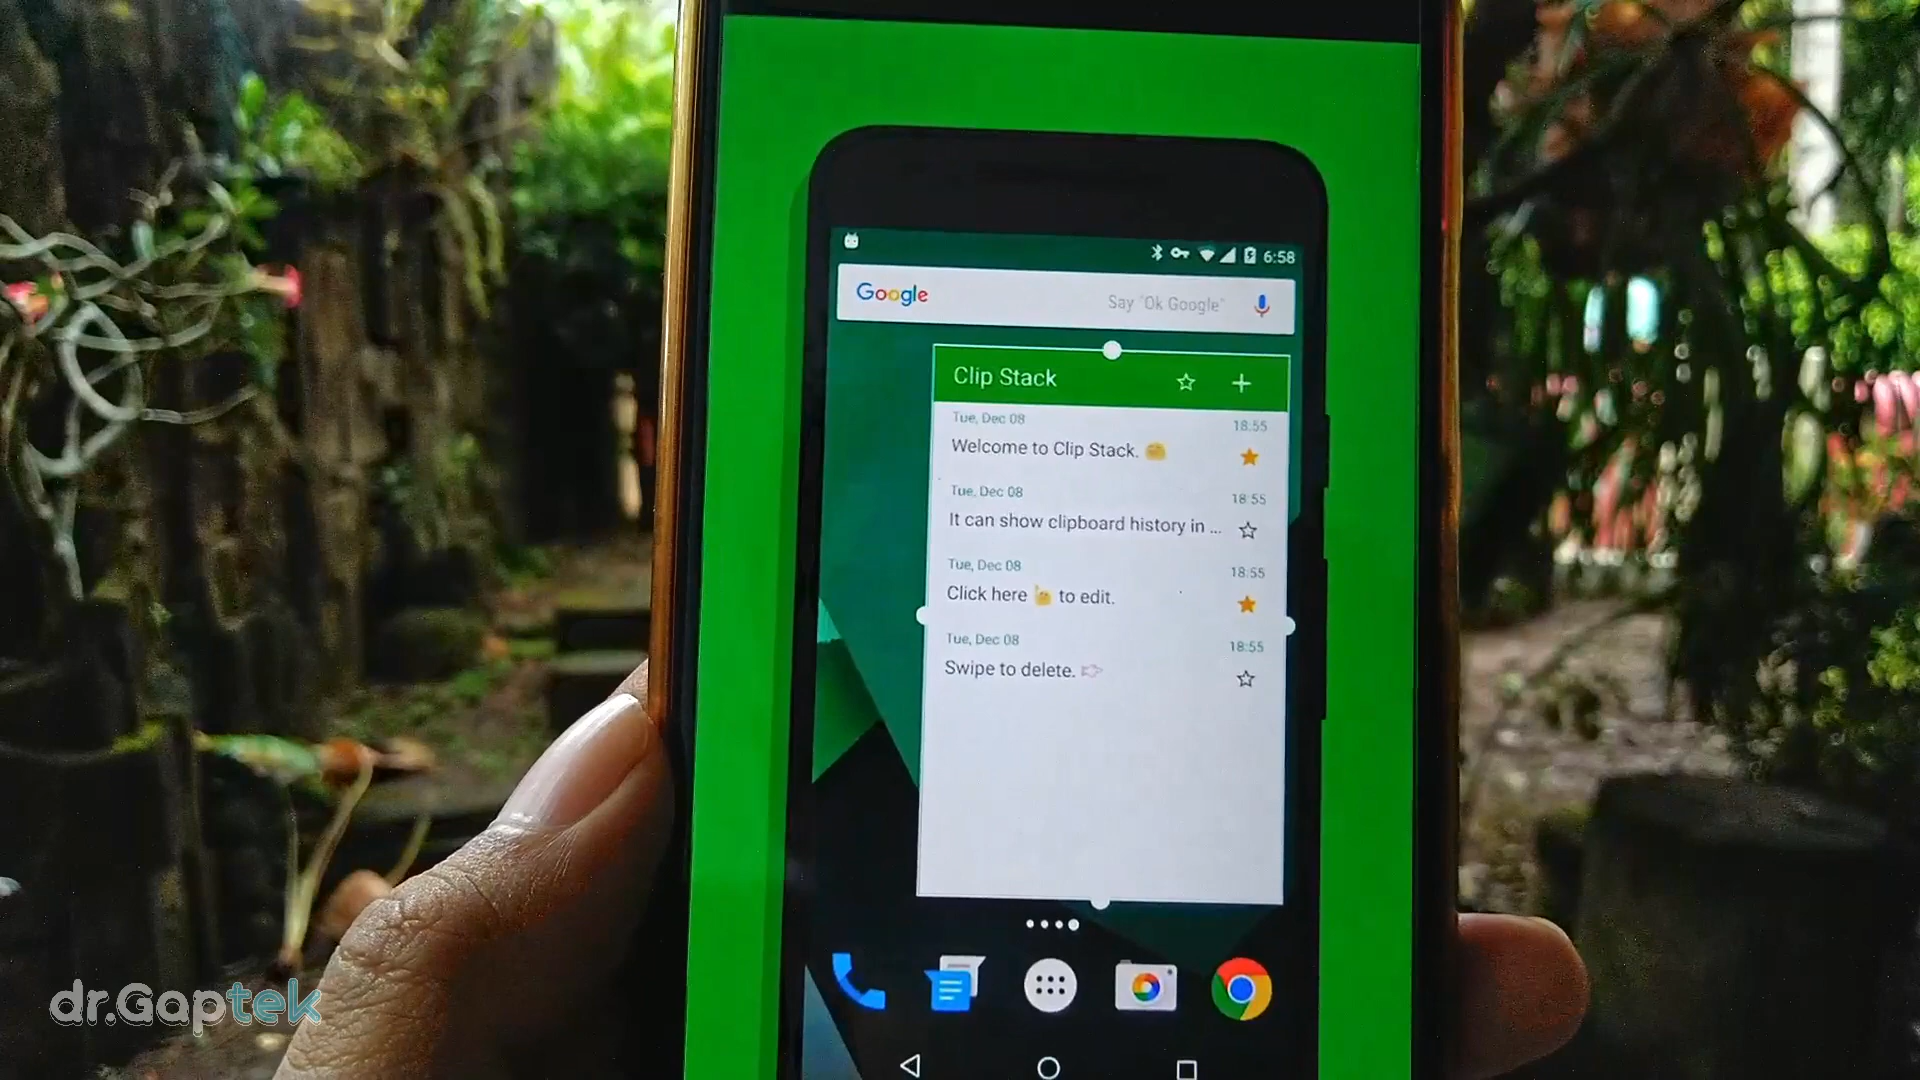 6:58
Google Say "Ok Google"
Clip Stack
Tue, Dec 08 18:55
Welcome to Clip Stack.
Tue, Dec 08 18:55
It can show clipboard history in ...
Tue, Dec 08 18:55
Click here to edit.
Tue, Dec 08 18:55
Swipe to delete.
dr.Gaptek